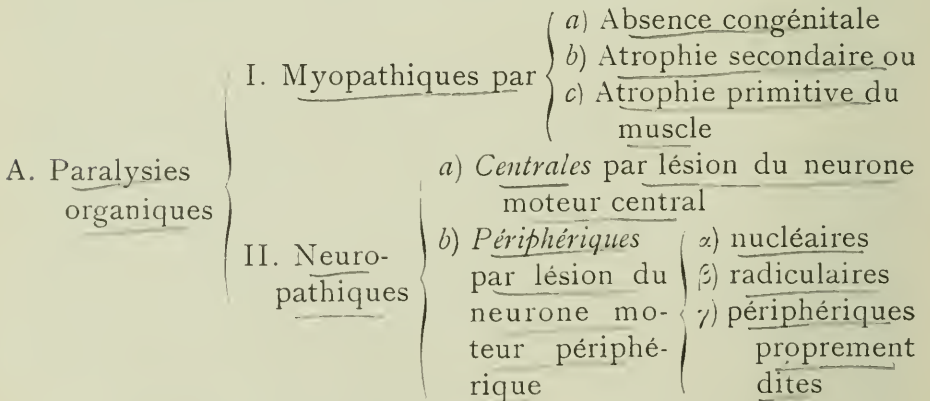 A. Paralysies
organiques
I. Myopathiques par
a) Absence congénitale
b) Atrophie secondaire ou
c) Atrophie primitive du
muscle
II. Neuro-
pathiques
a) Centrales par lésion du neurone
moteur central
b) Périphériques
par lésion du
neurone mo-
teur périphé-
rique
α) nucléaires
β) radiculaires
γ) périphériques
proprement
dites